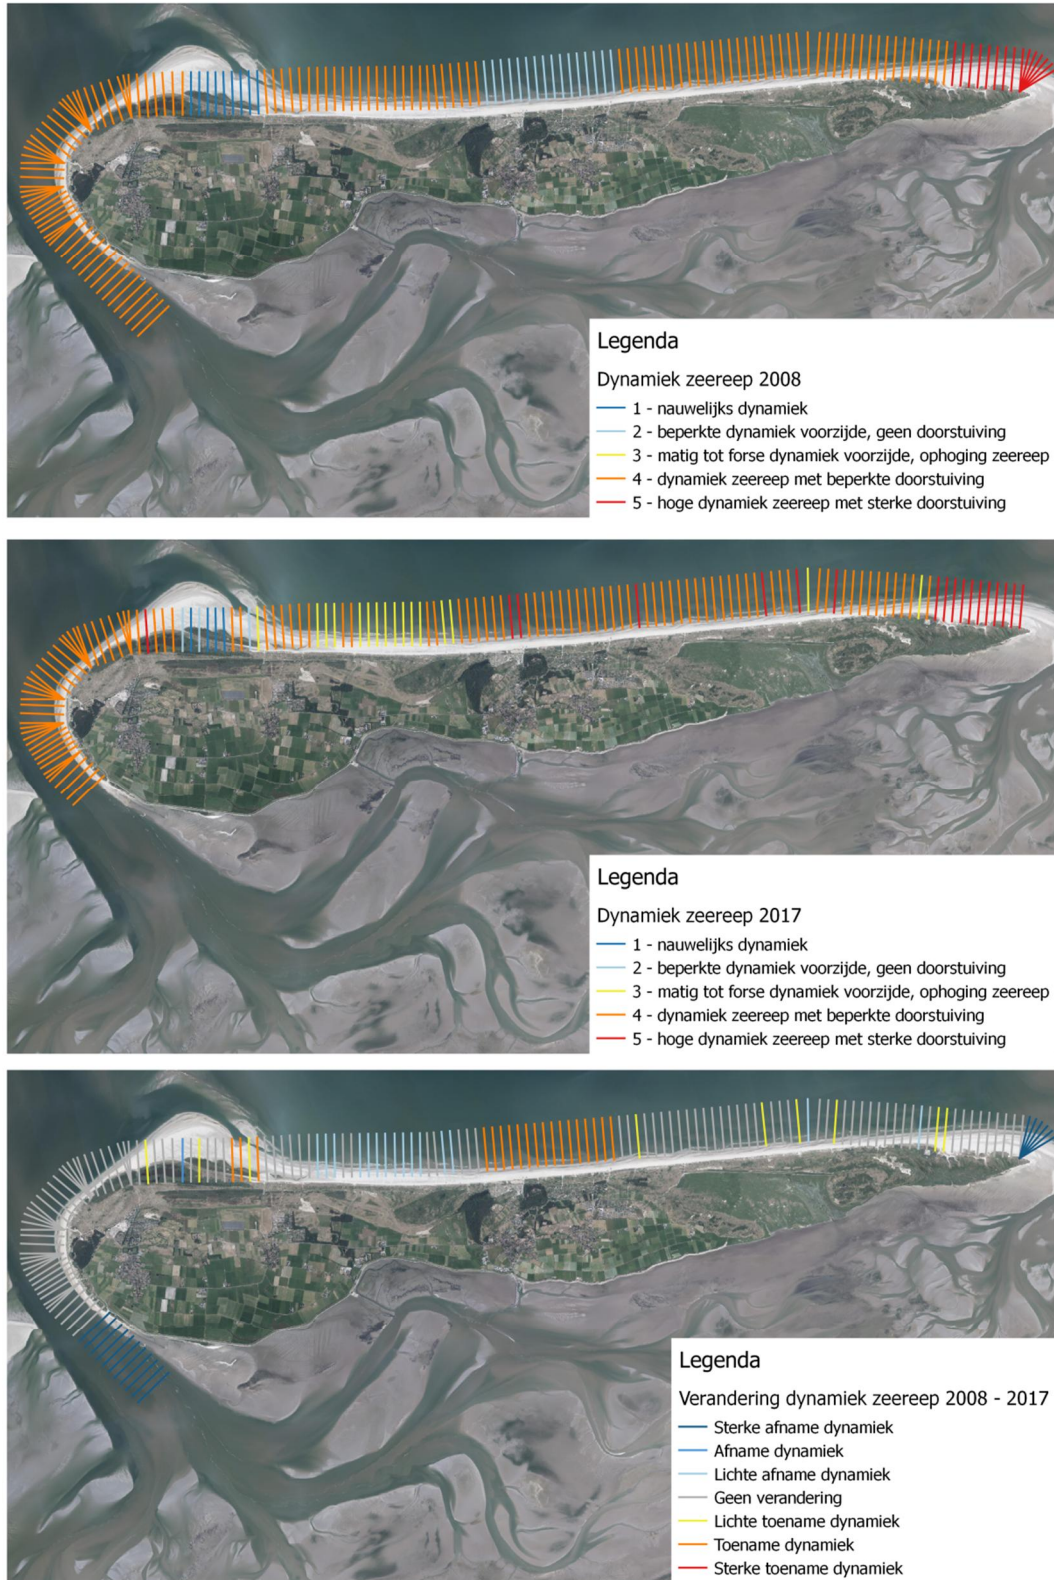 Legenda
Dynamiek zeereep 2008
1 - nauwelijks dynamiek
2 - beperkte dynamiek voorzijde, geen doorstuiving
3 - matig tot forse dynamiek voorzijde, ophoging zeereep
4 - dynamiek zeereep met beperkte doorstuiving
5 - hoge dynamiek zeereep met sterke doorstuiving
Legenda
Dynamiek zeereep 2017
1 - nauwelijks dynamiek
2 - beperkte dynamiek voorzijde, geen doorstuiving
3 - matig tot forse dynamiek voorzijde, ophoging zeereep
4 - dynamiek zeereep met beperkte doorstuiving
5 - hoge dynamiek zeereep met sterke doorstuiving
Legenda
Verandering dynamiek zeereep 2008 - 2017
Sterke afname dynamiek
Afname dynamiek
Lichte afname dynamiek
Geen verandering
Lichte toename dynamiek
Toename dynamiek
Sterke toename dynamiek